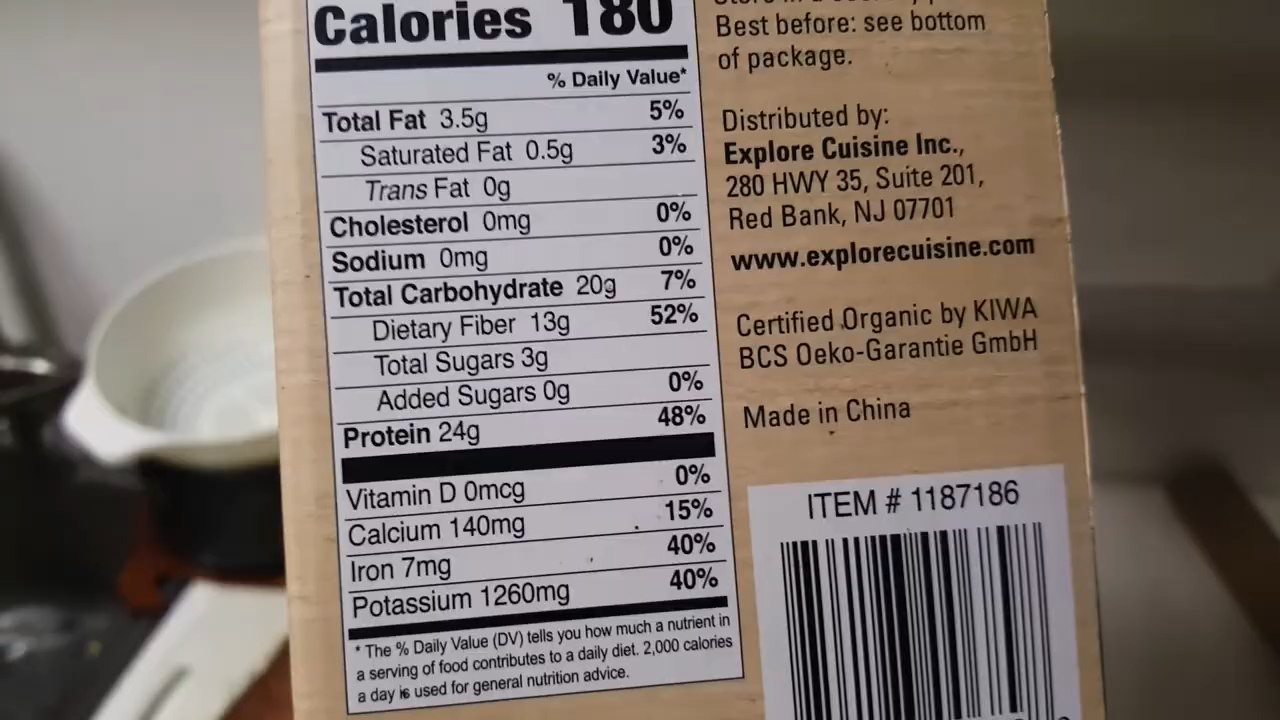 Calories 180
% Daily Value*
Total Fat 3.5g 5%
Saturated Fat 0.5g 3%
Trans Fat 0g
Cholesterol 0mg 0%
Sodium 0mg 0%
Total Carbohydrate 20g 7%
Dietary Fiber 13g 52%
Total Sugars 3g
Added Sugars 0g 0%
Protein 24g 48%
Vitamin D 0mcg 0%
Calcium 140mg 15%
Iron 7mg 40%
Potassium 1260mg 40%
* The % Daily Value (DV) tells you how much a nutrient in
a serving of food contributes to a daily diet. 2,000 calories
a day is used for general nutrition advice.
Best before: see bottom
of package.
Distributed by:
Explore Cuisine Inc.,
280 HWY 35, Suite 201,
Red Bank, NJ 07701
www.explorecuisine.com
Certified Organic by KIWA
BCS Oeko-Garantie GmbH
Made in China
ITEM # 1187186